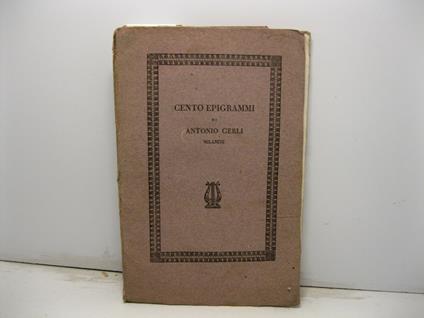 CENTO EPIGRAMMI
DI
ANTONIO GERLI
MILANESE